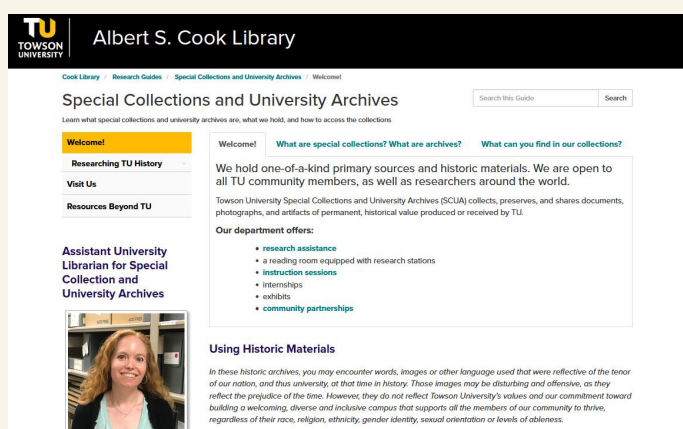 TU
TOWSON
UNIVERSITY
Albert S. Cook Library
Cook Library / Research Guides / Special Collections and University Archives / Welcome!
Special Collections and University Archives
Search this Guide
Search
Learn what special collections and university archives are, what we hold, and how to access the collections
Welcome!
Researching TU History
Visit Us
Resources Beyond TU
Assistant University
Librarian for Special
Collection and
University Archives
Welcome!
What are special collections? What are archives?
What can you find in our collections?
We hold one-of-a-kind primary sources and historic materials. We are open to
all TU community members, as well as researchers around the world.
Towson University Special Collections and University Archives (SCUA) collects, preserves, and shares documents,
photographs, and artifacts of permanent, historical value produced or received by TU.
Our department offers:
• research assistance
• a reading room equipped with research stations
• instruction sessions
• internships
• exhibits
• community partnerships
Using Historic Materials
In these historic archives, you may encounter words, images or other language used that were reflective of the tenor
of our nation, and thus university, at that time in history. Those images may be disturbing and offensive, as they
reflect the prejudice of the time. However, they do not reflect Towson University's values and our commitment toward
building a welcoming, diverse and inclusive campus that supports all the members of our community to thrive,
regardless of their race, religion, ethnicity, gender identity, sexual orientation or levels of ableness.